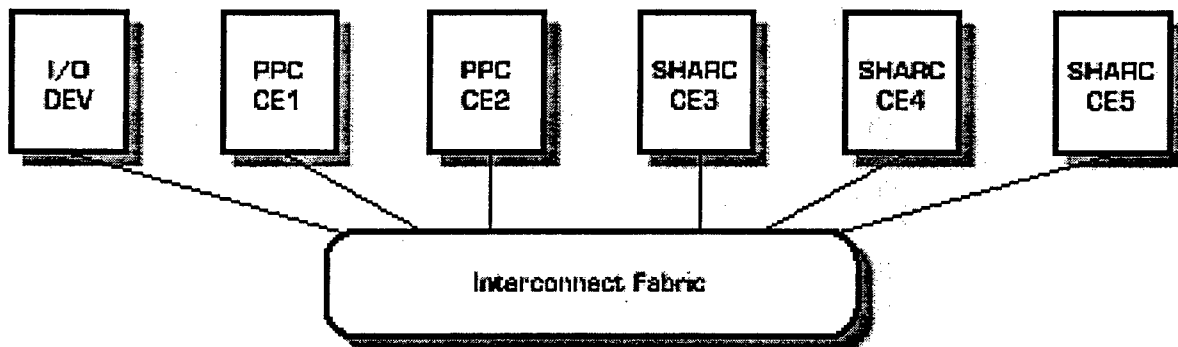 I/O
DEV
PPC
CE1
PPC
CE2
SHARC
CE3
SHARC
CE4
SHARC
CE5
Interconnect Fabric